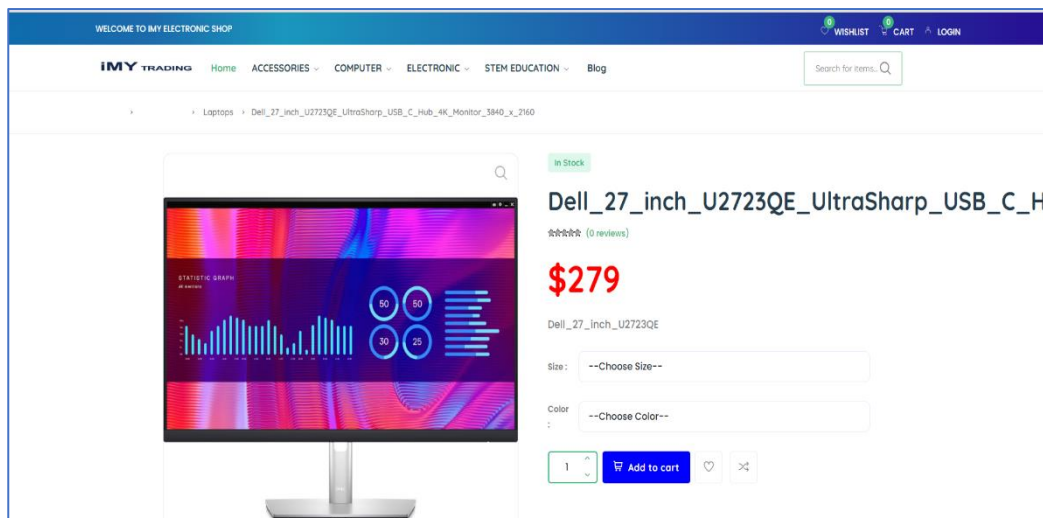 WELCOME TO IMY ELECTRONIC SHOP
0 WISHLIST 0 CART LOGIN
iMY TRADING Home ACCESSORIES COMPUTER ELECTRONIC STEM EDUCATION Blog Search for items...
› › Laptops › Dell_27_inch_U2723QE_UltraSharp_USB_C_Hub_4K_Monitor_3840_x_2160
In Stock
Dell_27_inch_U2723QE_UltraSharp_USB_C_H
(0 reviews)
$279
Dell_27_inch_U2723QE
Size :
--Choose Size--
Color :
--Choose Color--
1
Add to cart
STATISTIC GRAPH
50 50
30 25